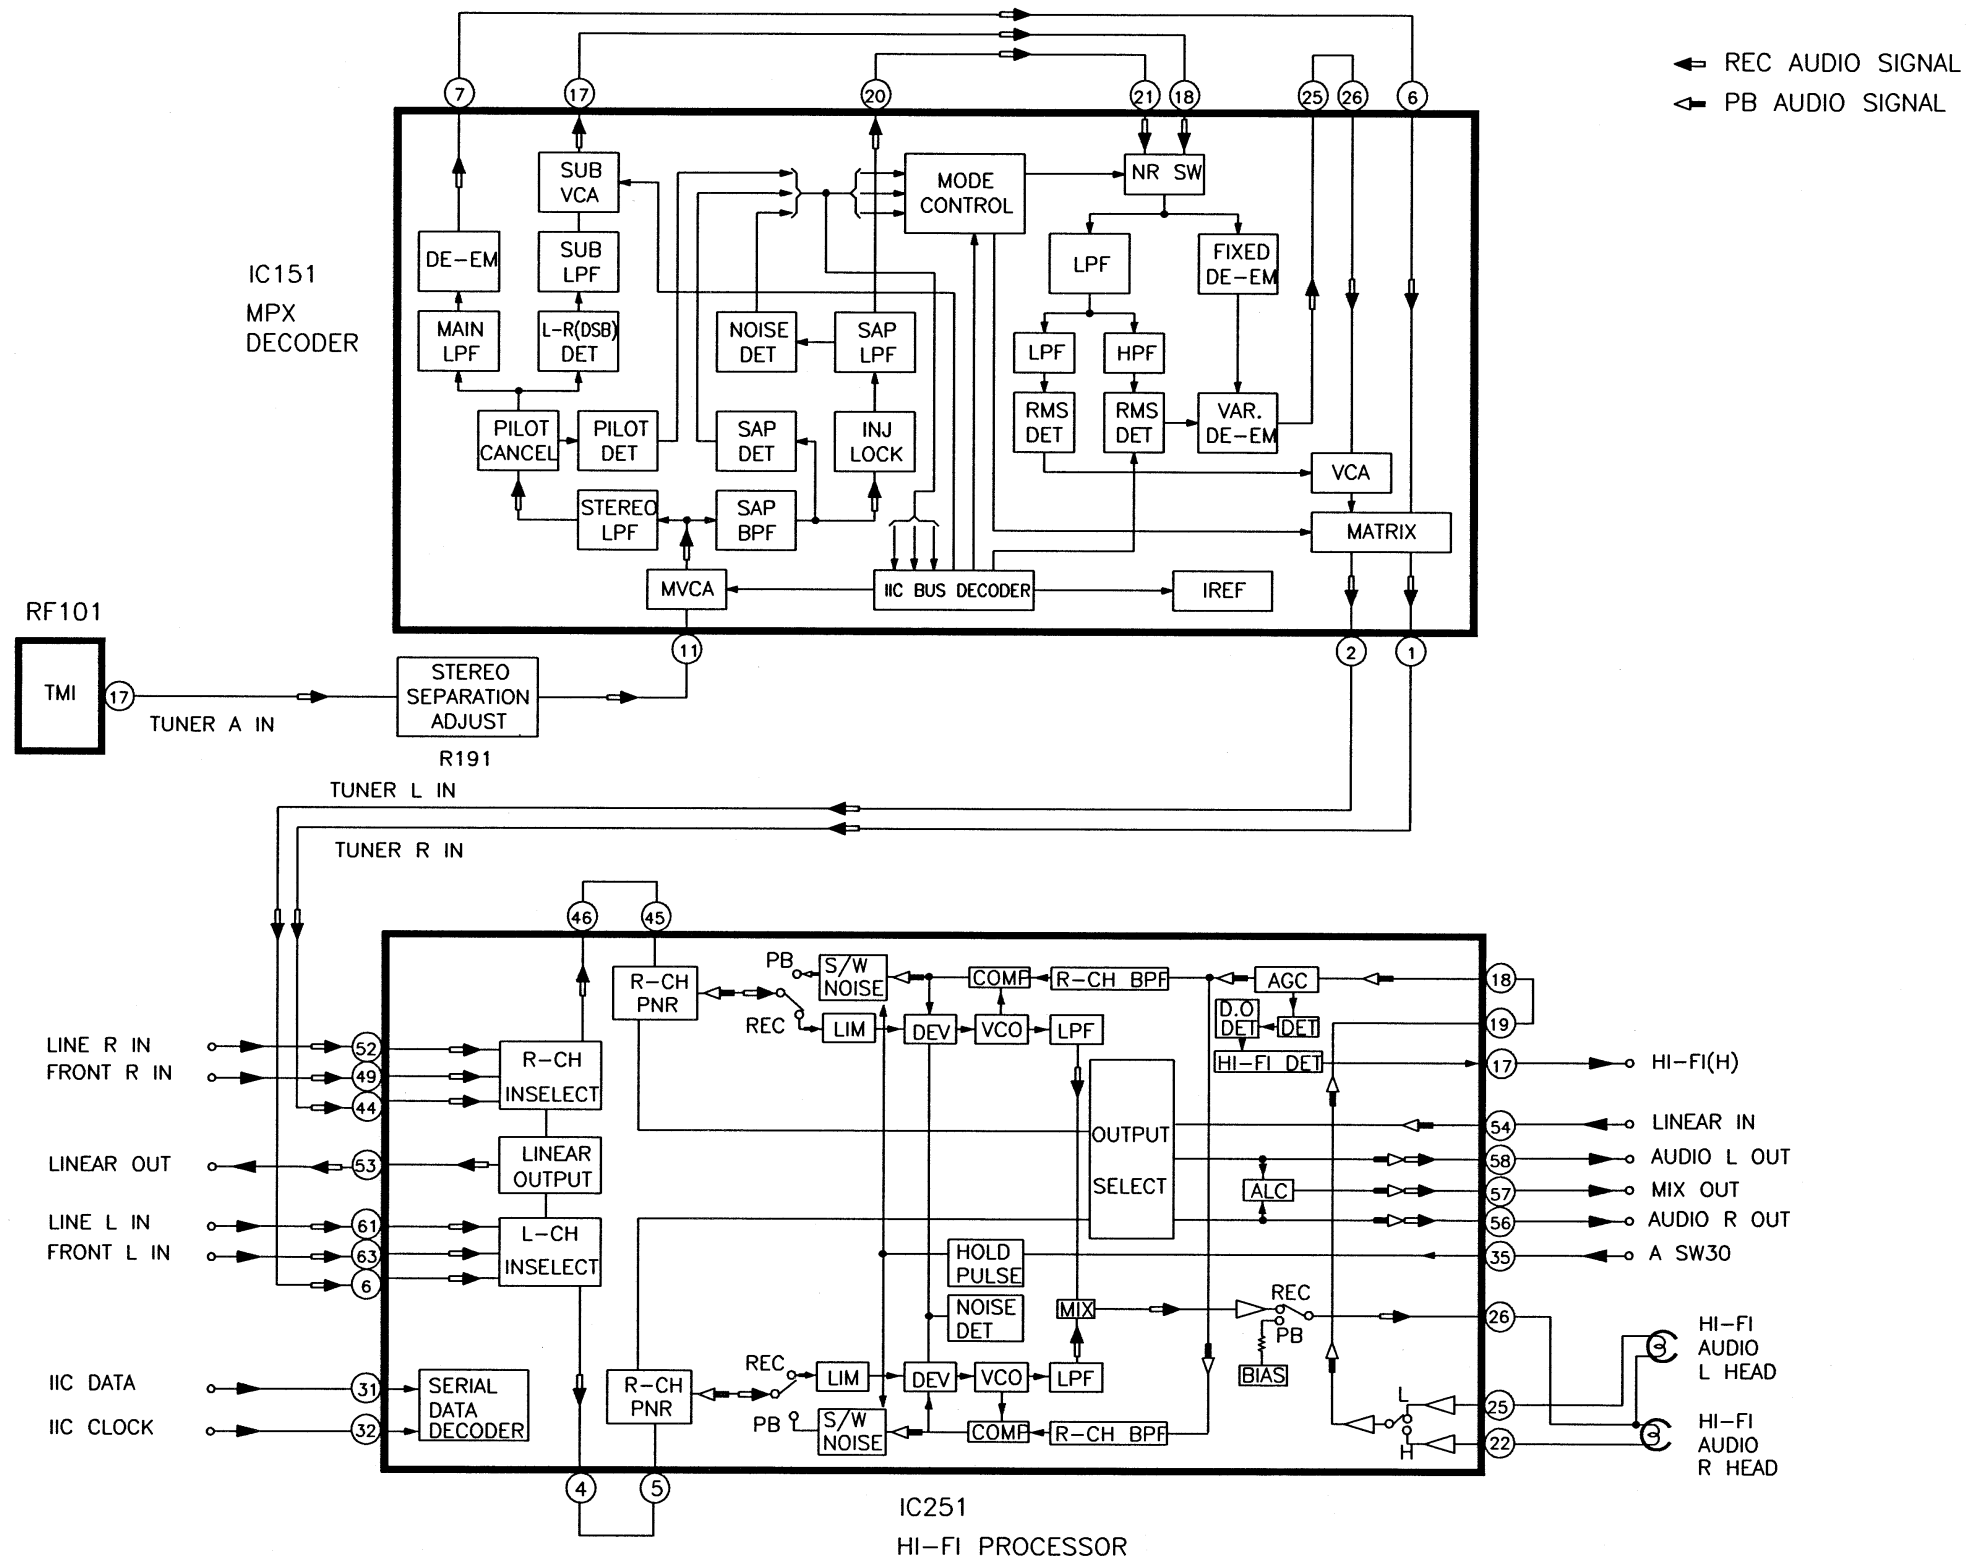 REC AUDIO SIGNAL
PB AUDIO SIGNAL
7
17
20
21
18
25
26
6
SUB
VCA
MODE
CONTROL
NR SW
DE-EM
SUB
LPF
LPF
FIXED
DE-EM
IC151
MPX
DECODER
MAIN
LPF
L-R(DSB)
DET
NOISE
DET
SAP
LPF
LPF
HPF
PILOT
CANCEL
PILOT
DET
SAP
DET
INJ
LOCK
RMS
DET
RMS
DET
VAR.
DE-EM
VCA
STEREO
LPF
SAP
BPF
MATRIX
MVCA
IIC BUS DECODER
IREF
RF101
TMI
17
TUNER A IN
STEREO
SEPARATION
ADJUST
R191
11
2
1
TUNER L IN
TUNER R IN
46
45
R-CH
PNR
PB
REC
S/W
NOISE
COMP
R-CH BPF
AGC
18
LIM
DEV
VCO
LPF
D.O
DET
DET
19
HI-FI DET
17
HI-FI(H)
LINE R IN
52
FRONT R IN
49
44
R-CH
INSELECT
LINEAR OUT
53
LINEAR
OUTPUT
OUTPUT
SELECT
54
LINEAR IN
58
AUDIO L OUT
ALC
57
MIX OUT
56
AUDIO R OUT
LINE L IN
61
FRONT L IN
63
6
L-CH
INSELECT
HOLD
PULSE
35
A SW30
NOISE
DET
MIX
REC
PB
BIAS
26
HI-FI
AUDIO
L HEAD
IIC DATA
31
IIC CLOCK
32
SERIAL
DATA
DECODER
R-CH
PNR
REC
PB
LIM
DEV
VCO
LPF
S/W
NOISE
COMP
R-CH BPF
L
H
25
22
HI-FI
AUDIO
R HEAD
4
5
IC251
HI-FI PROCESSOR